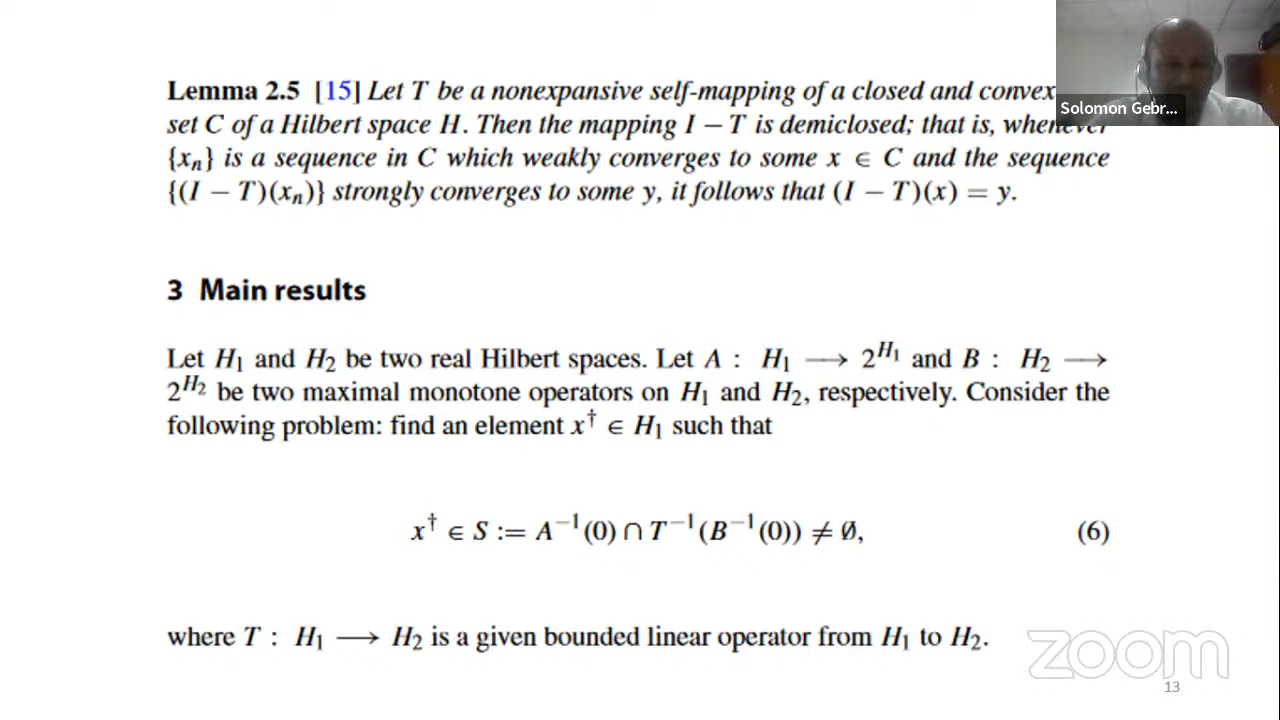 Lemma 2.5 [15] Let T be a nonexpansive self-mapping of a closed and convex
Solomon Gebr...
set C of a Hilbert space H. Then the mapping I − T is demiclosed; that is, whenever
{xₙ} is a sequence in C which weakly converges to some x ∈ C and the sequence
{(I − T)(xₙ)} strongly converges to some y, it follows that (I − T)(x) = y.
3 Main results
Let H₁ and H₂ be two real Hilbert spaces. Let A : H₁ ⟶ 2^{H₁} and B : H₂ ⟶
2^{H₂} be two maximal monotone operators on H₁ and H₂, respectively. Consider the
following problem: find an element x† ∈ H₁ such that
x† ∈ S := A⁻¹(0) ∩ T⁻¹(B⁻¹(0)) ≠ ∅, (6)
where T : H₁ ⟶ H₂ is a given bounded linear operator from H₁ to H₂.
zoom
13